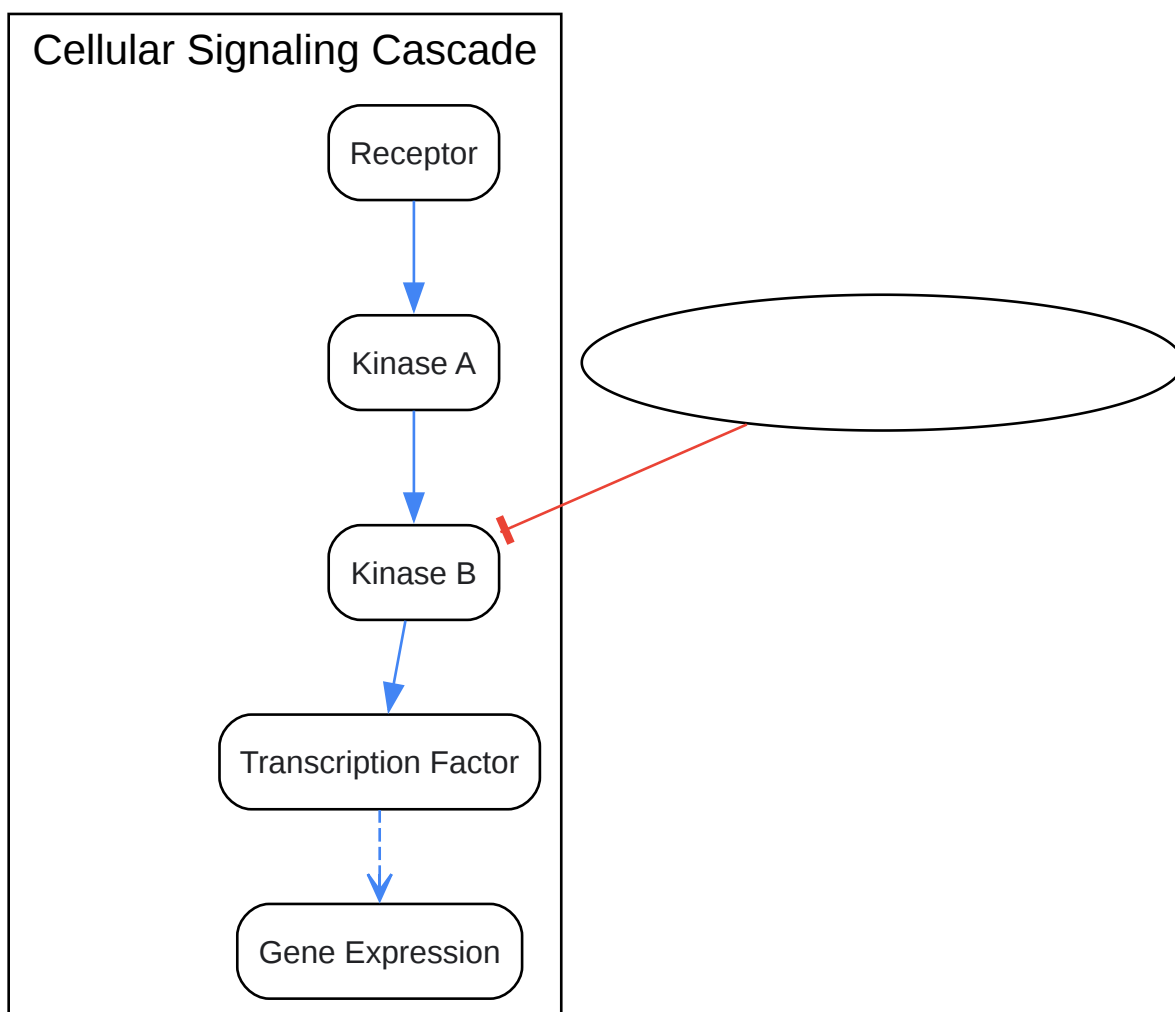 Cellular Signaling Cascade
Receptor
Kinase A
Kinase B
Transcription Factor
Gene Expression